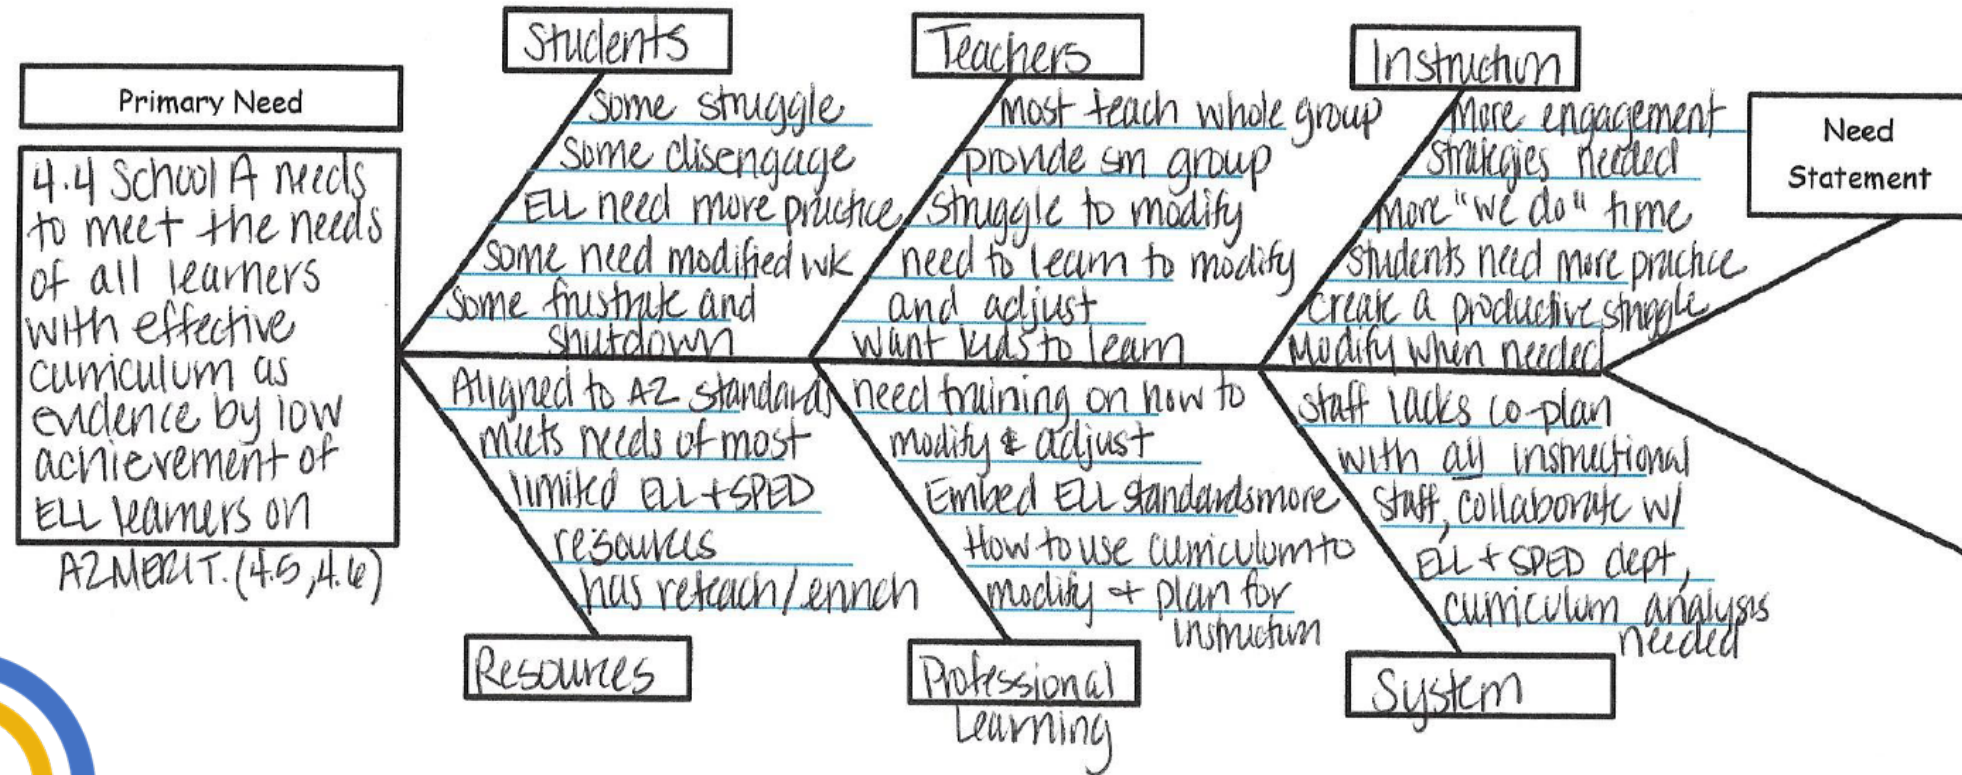 Primary Need
4.4 School A needs
to meet the needs
of all learners
with effective
curriculum as
evidence by low
achievement of
ELL learners on
AZMERIT. (4.5, 4.6)
Students
Some struggle
Some disengage
ELL need more practice
Some need modified wk
Some frustrate and
shutdown
Teachers
most teach whole group
provide sm group
Struggle to modify
need to learn to modify
and adjust
want kids to learn
Instruction
More engagement
strategies needed
More "we do" time
Students need more practice
Create a productive struggle
Modify when needed
Need
Statement
Aligned to AZ standards
meets needs of most
limited ELL + SPED
resources
has reteach/enrich
Resources
need training on how to
modify & adjust
Embed ELL standards more
How to use curriculum to
modify + plan for
instruction
Professional
Learning
Staff lacks co-plan
with all instructional
staff, collaborate w/
ELL + SPED dept,
curriculum analysis
needed
System